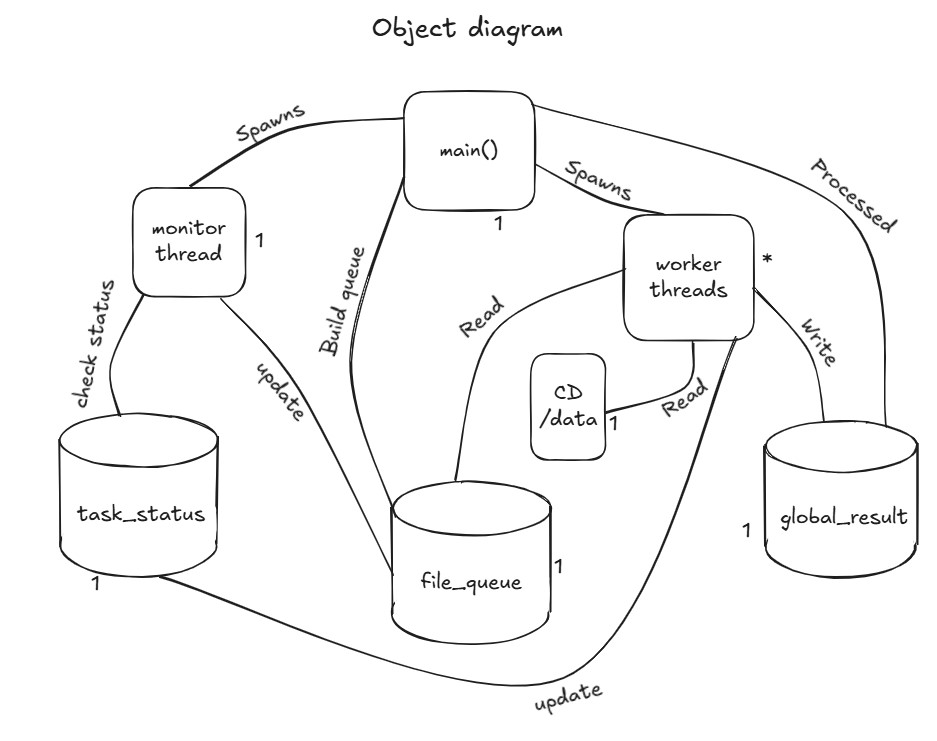 Object diagram
Spawns
main()
1
Spawns
Processed
monitor
thread
1
worker
threads
*
check status
update
Build queue
Read
CD
/data
1
Read
Write
task_status
1
file_queue
1
global_result
1
update